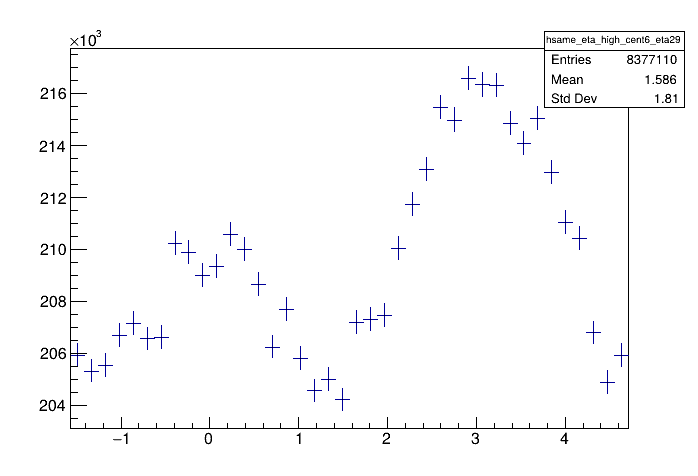 ×10³
hsame_eta_high_cent6_eta29
Entries 8377110
Mean 1.586
Std Dev 1.81
216
214
212
210
208
206
204
−1 0 1 2 3 4